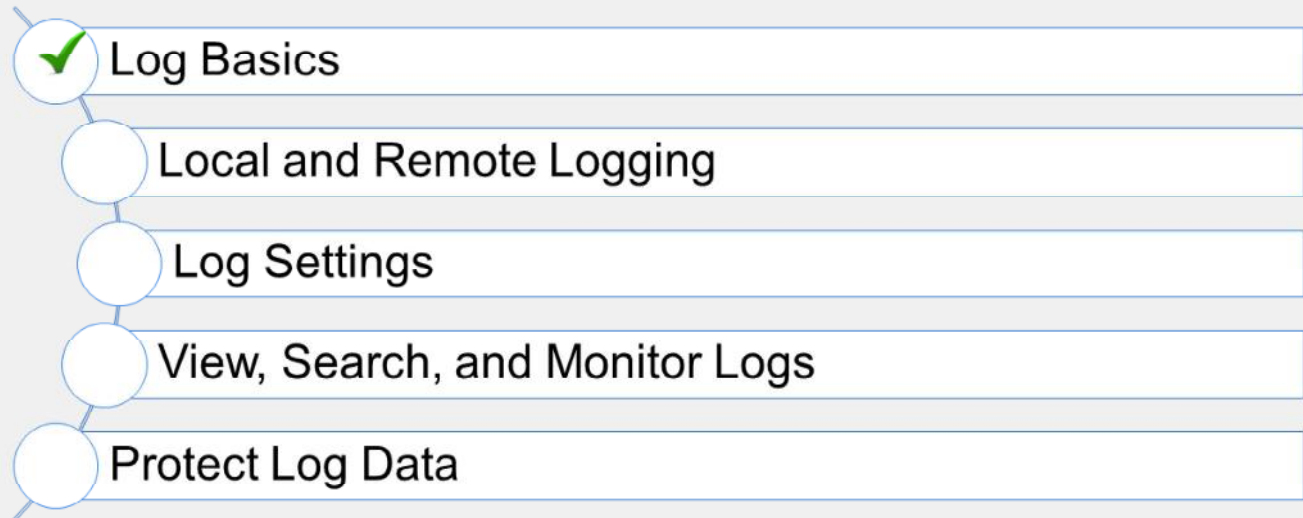 Log Basics
Local and Remote Logging
Log Settings
View, Search, and Monitor Logs
Protect Log Data